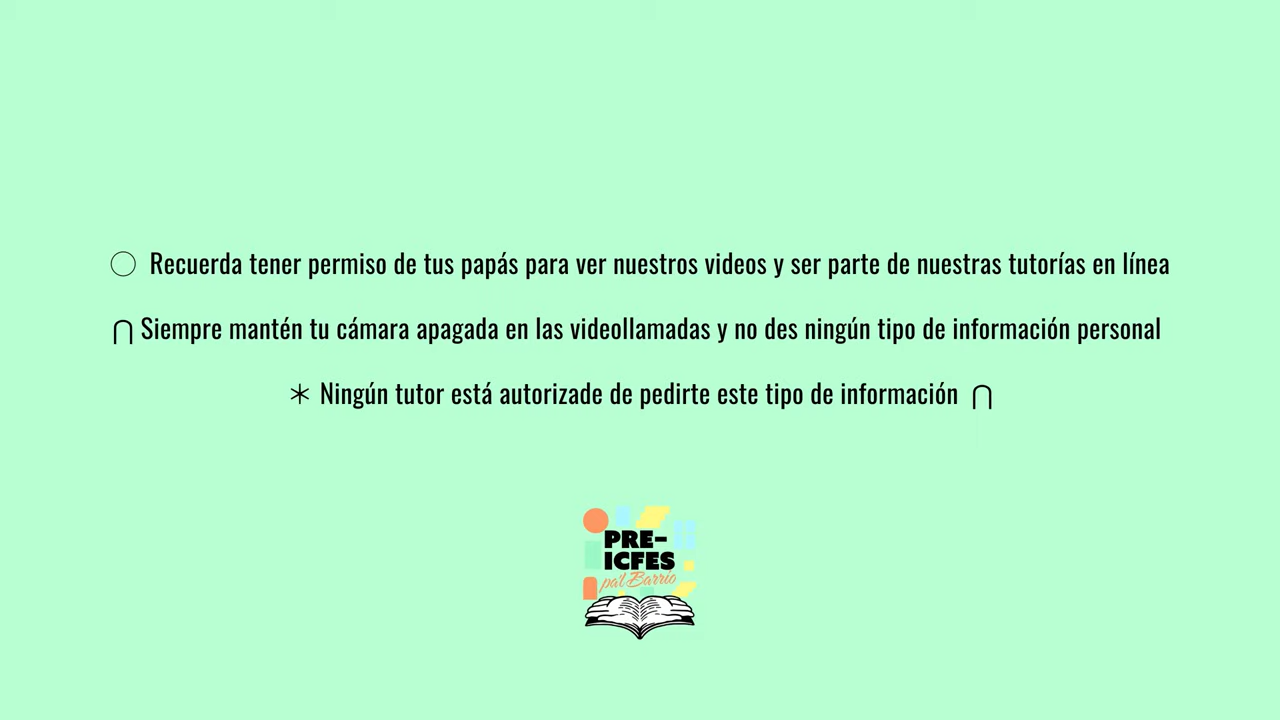 ◯ Recuerda tener permiso de tus papás para ver nuestros videos y ser parte de nuestras tutorías en línea
⋂ Siempre mantén tu cámara apagada en las videollamadas y no des ningún tipo de información personal
＊ Ningún tutor está autorizade de pedirte este tipo de información ⋂
PRE-
ICFES
pa'l Barrio